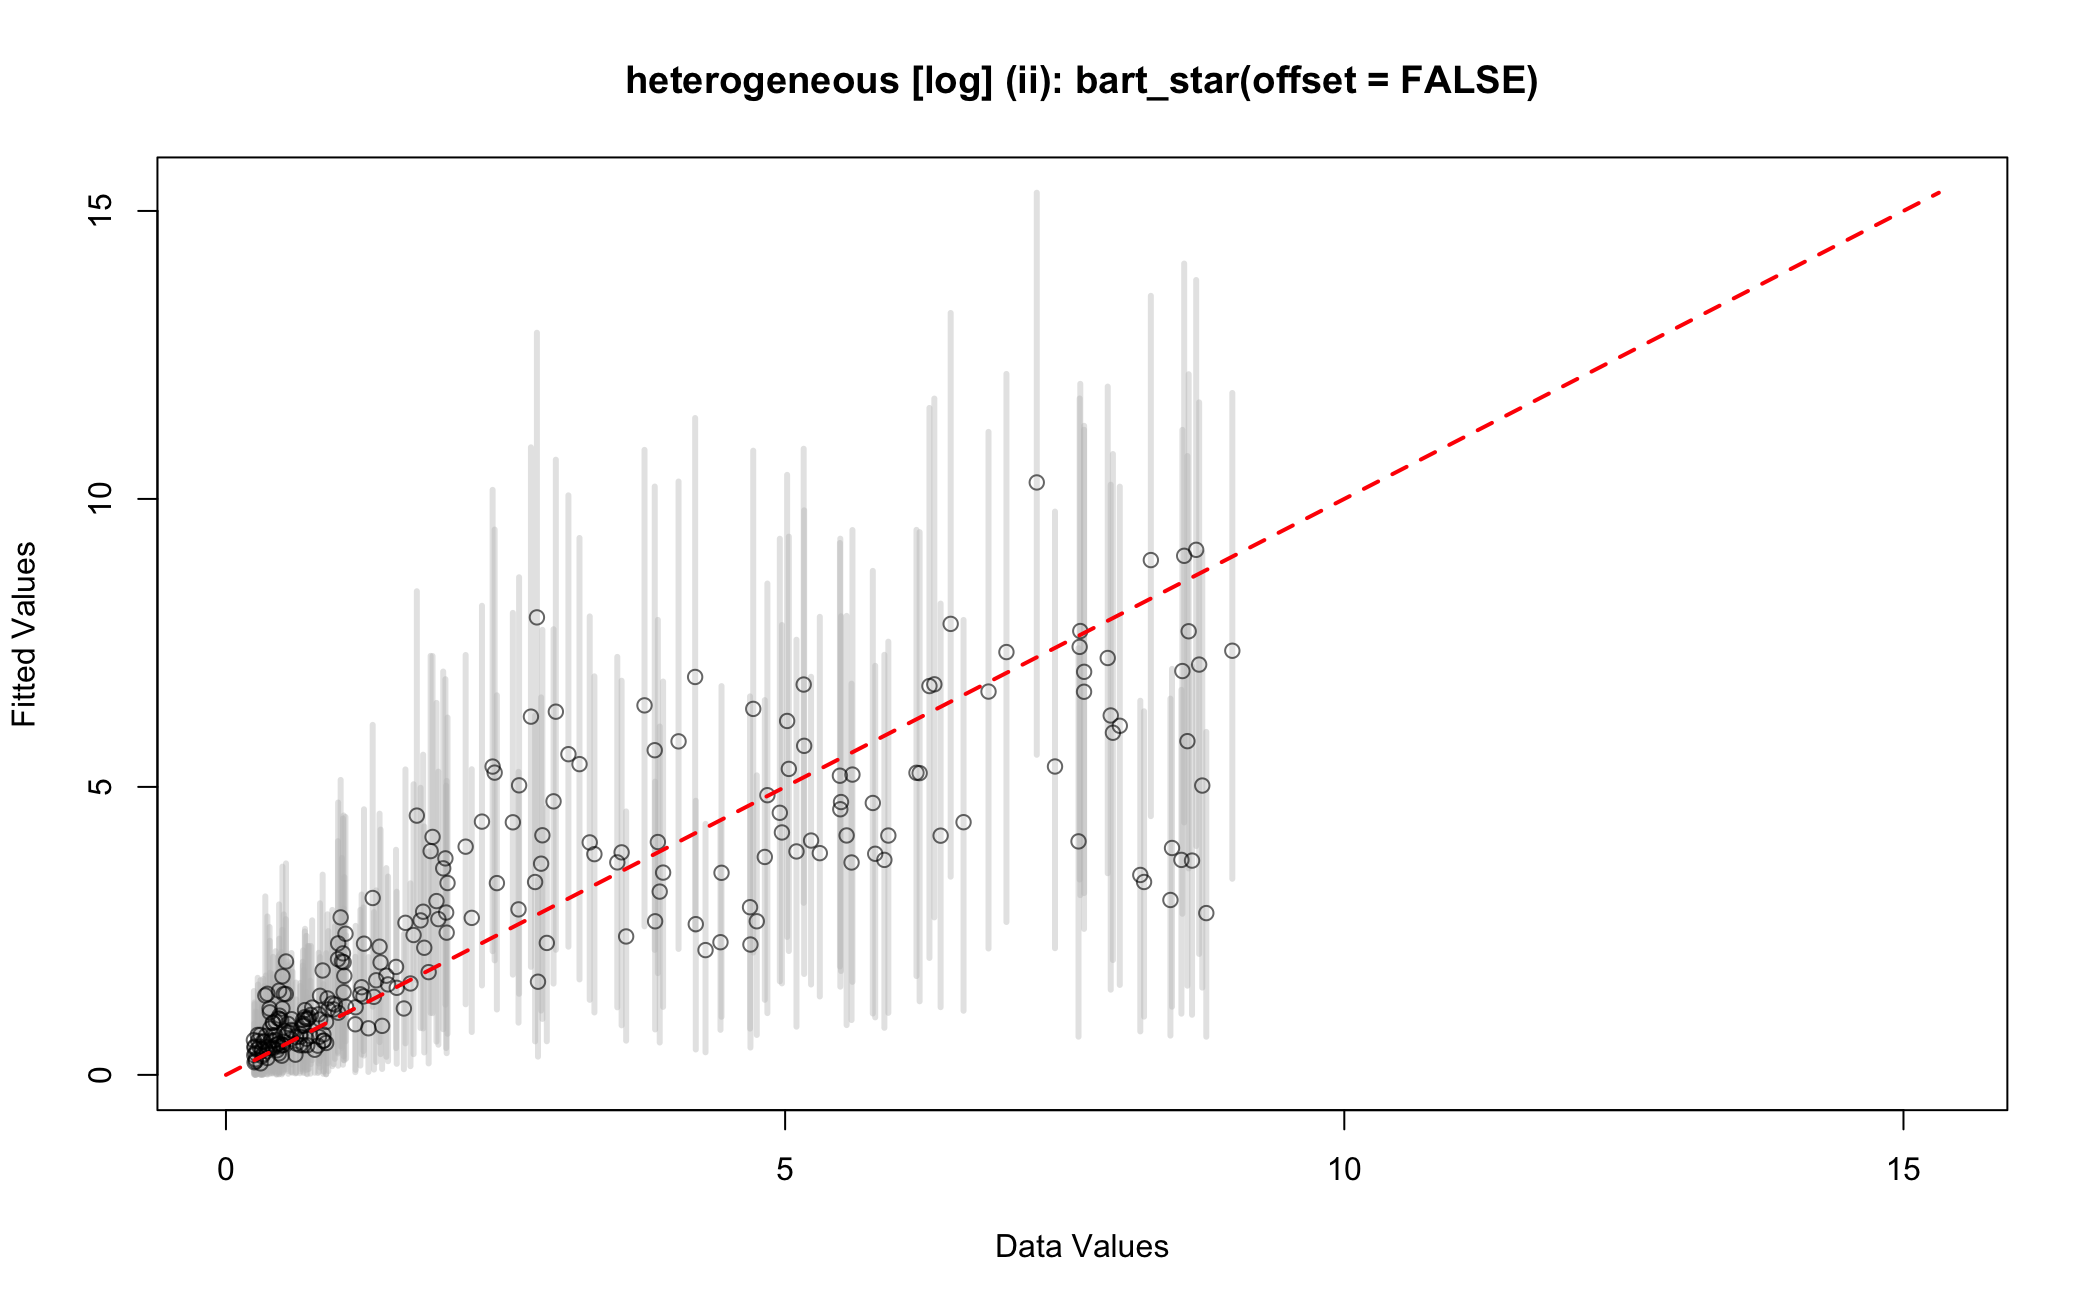 heterogeneous [log] (ii): bart_star(offset = FALSE)
15
10
5
0
Fitted Values
0 5 10 15
Data Values